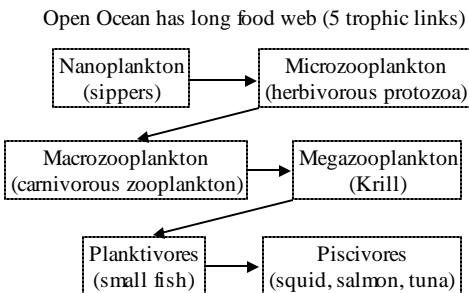 Open Ocean has long food web (5 trophic links)
Nanoplankton
(sippers)
Microzooplankton
(herbivorous protozoa)
Macrozooplankton
(carnivorous zooplankton)
Megazooplankton
(Krill)
Planktivores
(small fish)
Piscivores
(squid, salmon, tuna)